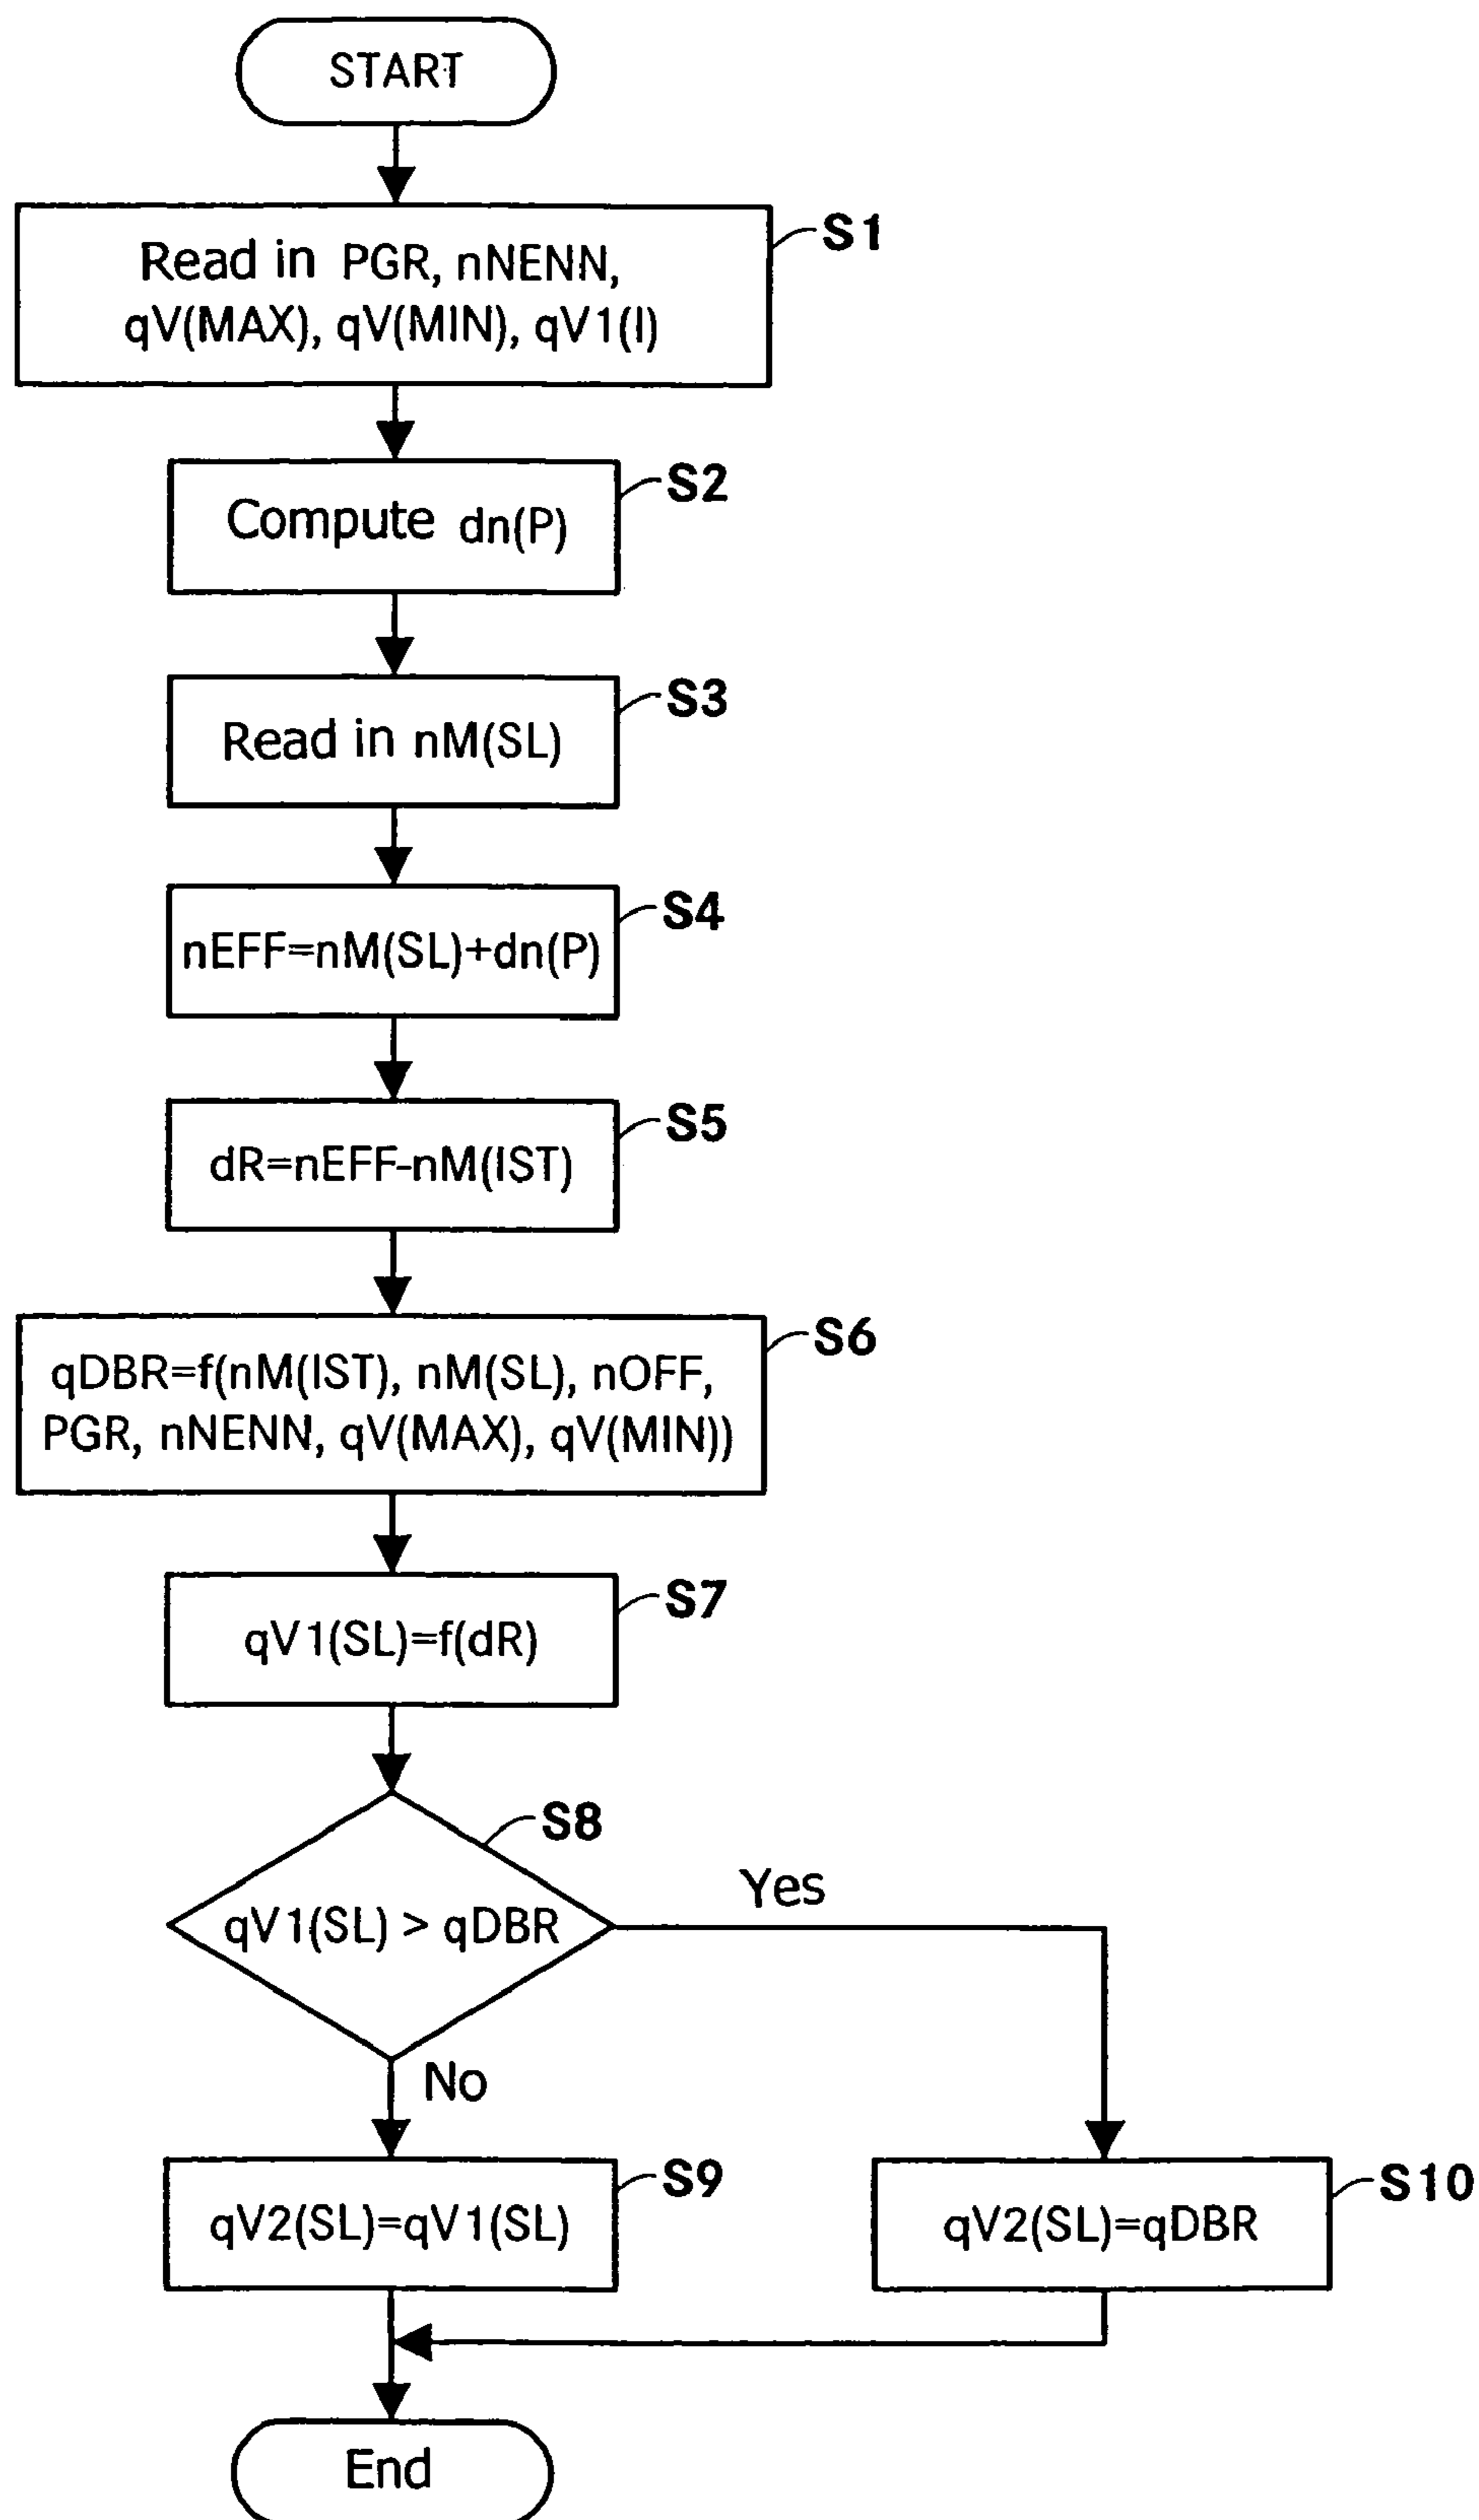 START
Read in PGR, nNENN,
qV(MAX), qV(MIN), qV1(I)
S1
Compute dn(P)
S2
Read in nM(SL)
S3
nEFF=nM(SL)+dn(P)
S4
dR=nEFF-nM(IST)
S5
qDBR=f(nM(IST), nM(SL), nOFF,
PGR, nNENN, qV(MAX), qV(MIN))
S6
qV1(SL)=f(dR)
S7
qV1(SL) > qDBR
S8
Yes
No
qV2(SL)=qV1(SL)
S9
qV2(SL)=qDBR
S10
End